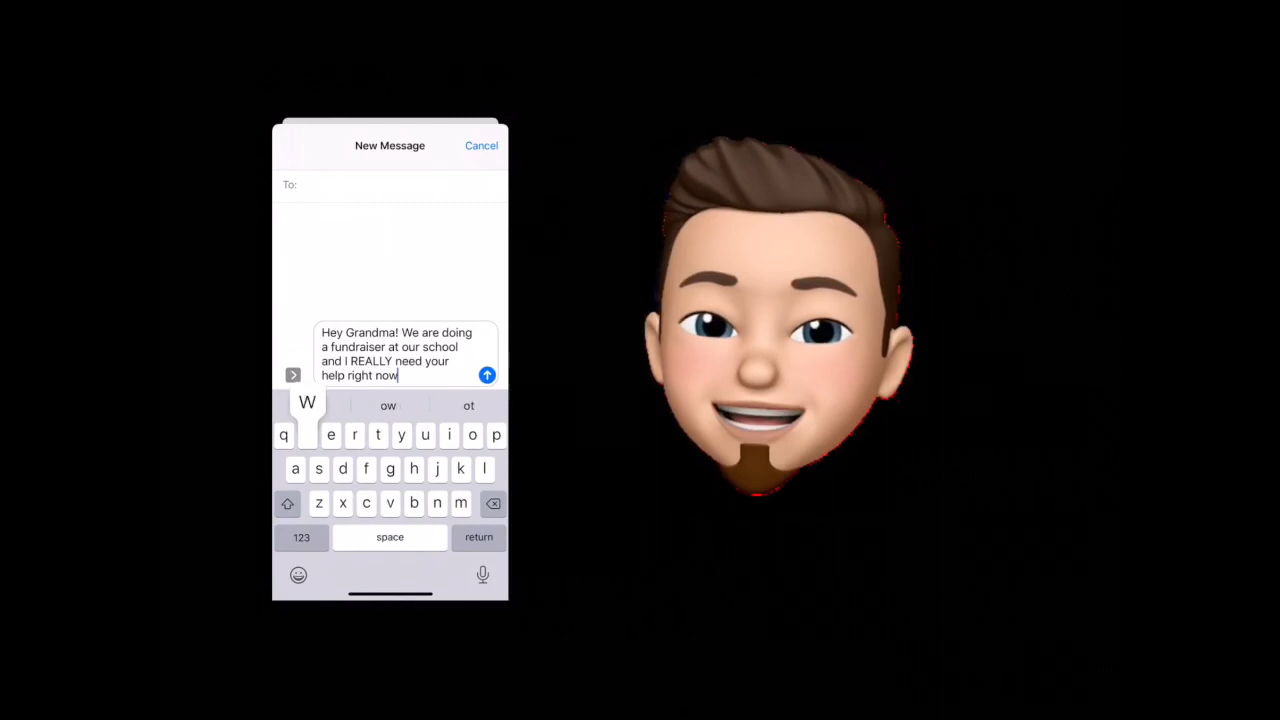 New Message
Cancel
To:
Hey Grandma! We are doing
a fundraiser at our school
and I REALLY need your
help right now
W
ow
ot
q
e
r
t
y
u
i
o
p
a
s
d
f
g
h
j
k
l
z
x
c
v
b
n
m
123
space
return